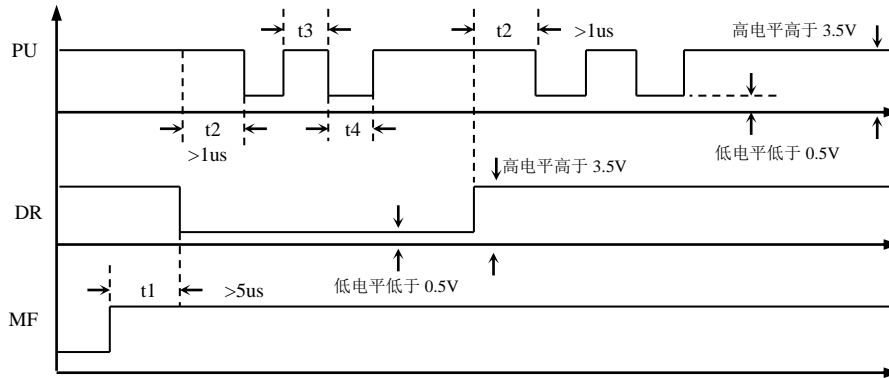 t3
t2
>1us
高电平高于 3.5V
PU
t2
t4
>1us
低电平低于 0.5V
高电平高于 3.5V
DR
低电平低于 0.5V
t1
>5us
MF